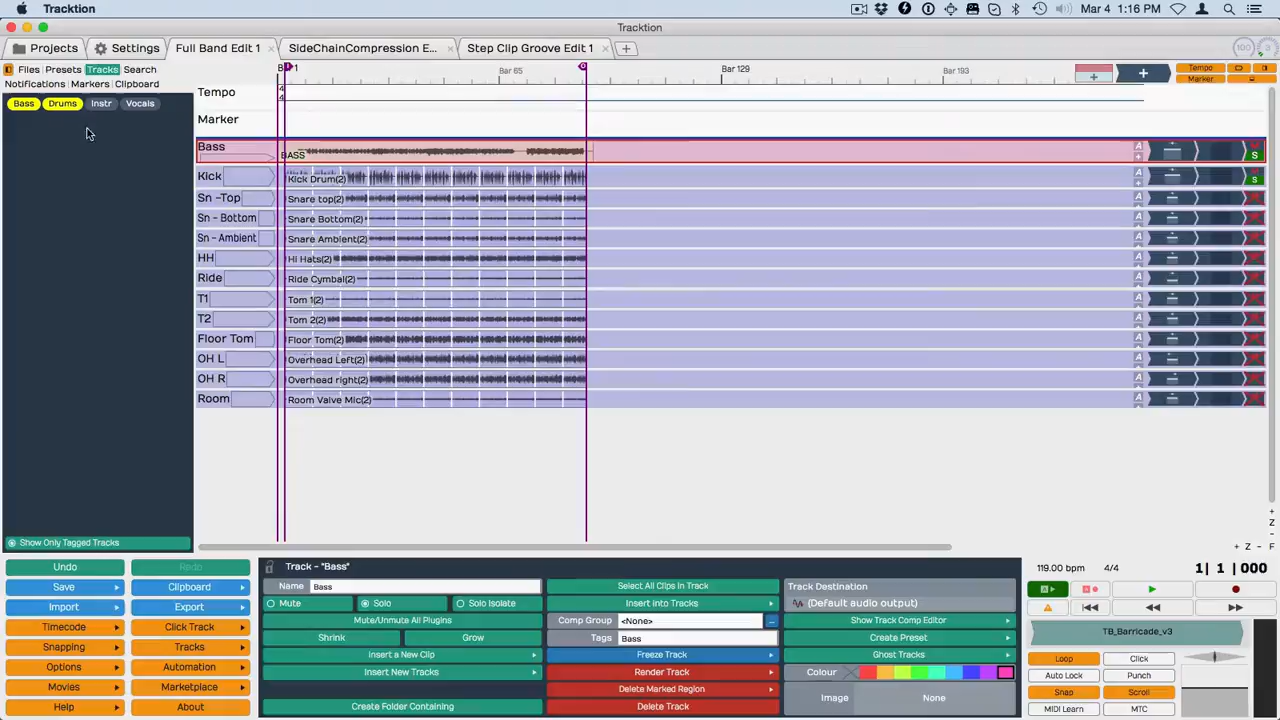 Tracktion Mar 4 1:16 PM
Tracktion
Projects Settings Full Band Edit 1 SideChainCompression E... Step Clip Groove Edit 1
Files Presets Tracks Search
Notifications Markers Clipboard
Bass Drums Instr Vocals
Bar 65 Bar 129 Bar 193
Tempo
Marker
Tempo
4
4
Marker
Bass BASS A S
Kick Kick Drum(2) A S
Sn -Top Snare top(2) A
Sn - Bottom Snare Bottom(2) A
Sn - Ambient Snare Ambient(2) A
HH Hi Hats(2) A
Ride Ride Cymbal(2) A
T1 Tom 1(2) A
T2 Tom 2(2) A
Floor Tom Floor Tom(2) A
OH L Overhead Left(2) A
OH R Overhead right(2) A
Room Room Valve Mic(2) A
Show Only Tagged Tracks
+ Z - F
Undo Redo
Save Clipboard
Import Export
Timecode Click Track
Snapping Tracks
Options Automation
Movies Marketplace
Help About
Track - "Bass"
Name Bass
Mute Solo Solo Isolate
Mute/Unmute All Plugins
Shrink Grow
Insert a New Clip
Insert New Tracks
Create Folder Containing
Select All Clips In Track
Insert Into Tracks
Comp Group <None> ...
Tags Bass
Freeze Track
Render Track
Delete Marked Region
Delete Track
Track Destination
(Default audio output)
Show Track Comp Editor
Create Preset
Ghost Tracks
Colour
Image None
119.00 bpm 4/4 1| 1 |000
TB_Barricade_v3
Loop Click
Auto Lock Punch
Snap Scroll
MIDI Learn MTC